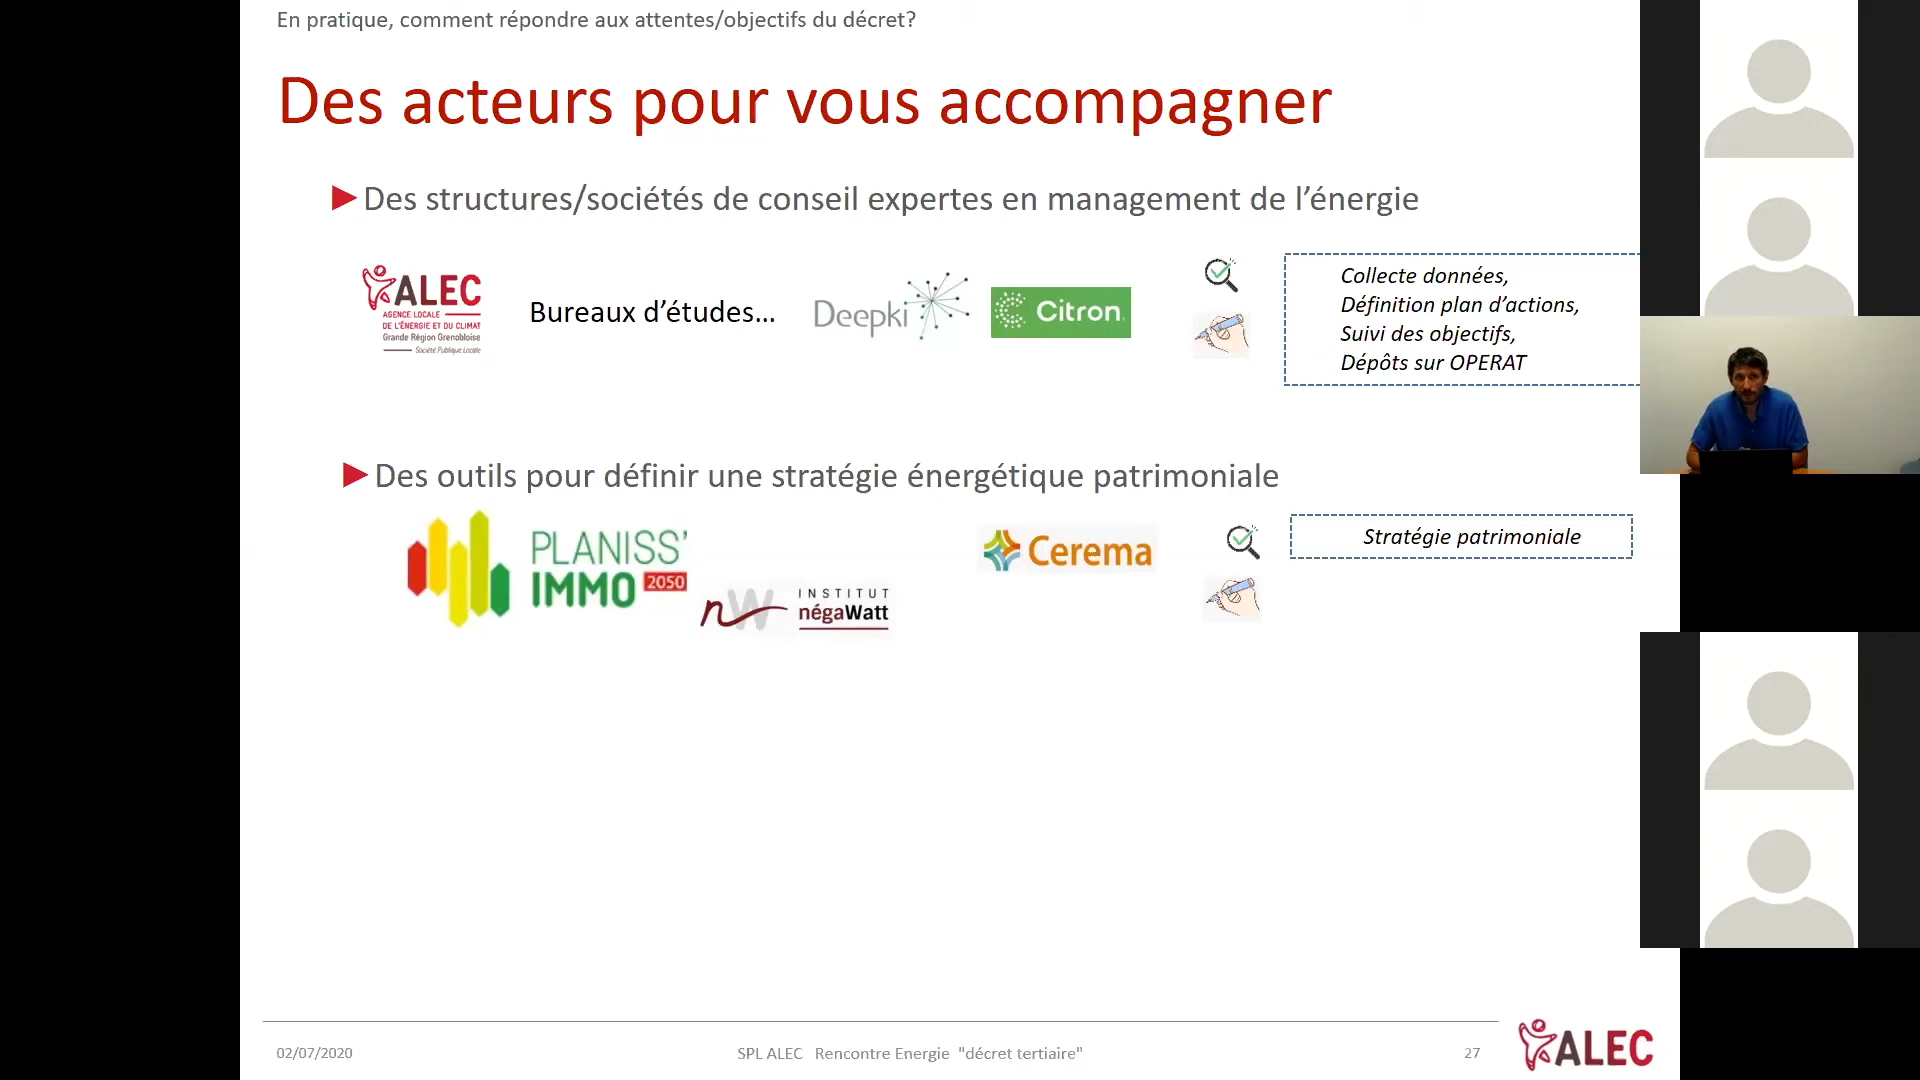 En pratique, comment répondre aux attentes/objectifs du décret?
Des acteurs pour vous accompagner
Des structures/sociétés de conseil expertes en management de l’énergie
ALEC
AGENCE LOCALE
DE L'ÉNERGIE ET DU CLIMAT
Grande Région Grenobloise
Société Publique Locale
Bureaux d’études...
Deepki
Citron
Collecte données,
Définition plan d’actions,
Suivi des objectifs,
Dépôts sur OPERAT
Des outils pour définir une stratégie énergétique patrimoniale
PLANISS’
IMMO 2050
nW INSTITUT
négaWatt
Cerema
Stratégie patrimoniale
02/07/2020
SPL ALEC Rencontre Energie "décret tertiaire"
27
ALEC